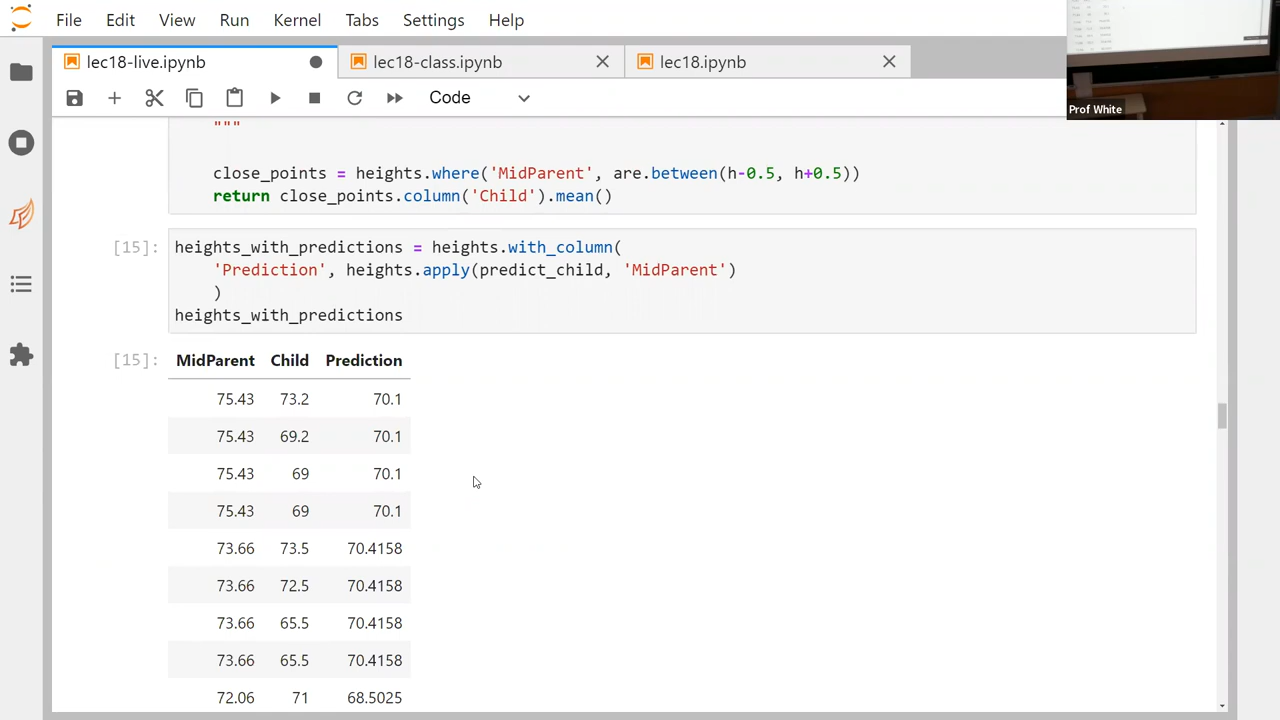 File Edit View Run Kernel Tabs Settings Help
lec18-live.ipynb lec18-class.ipynb lec18.ipynb
Code
Prof White
"""
close_points = heights.where('MidParent', are.between(h-0.5, h+0.5))
return close_points.column('Child').mean()
[15]: heights_with_predictions = heights.with_column(
'Prediction', heights.apply(predict_child, 'MidParent')
)
heights_with_predictions
[15]: MidParent Child Prediction
75.43 73.2 70.1
75.43 69.2 70.1
75.43 69 70.1
75.43 69 70.1
73.66 73.5 70.4158
73.66 72.5 70.4158
73.66 65.5 70.4158
73.66 65.5 70.4158
72.06 71 68.5025